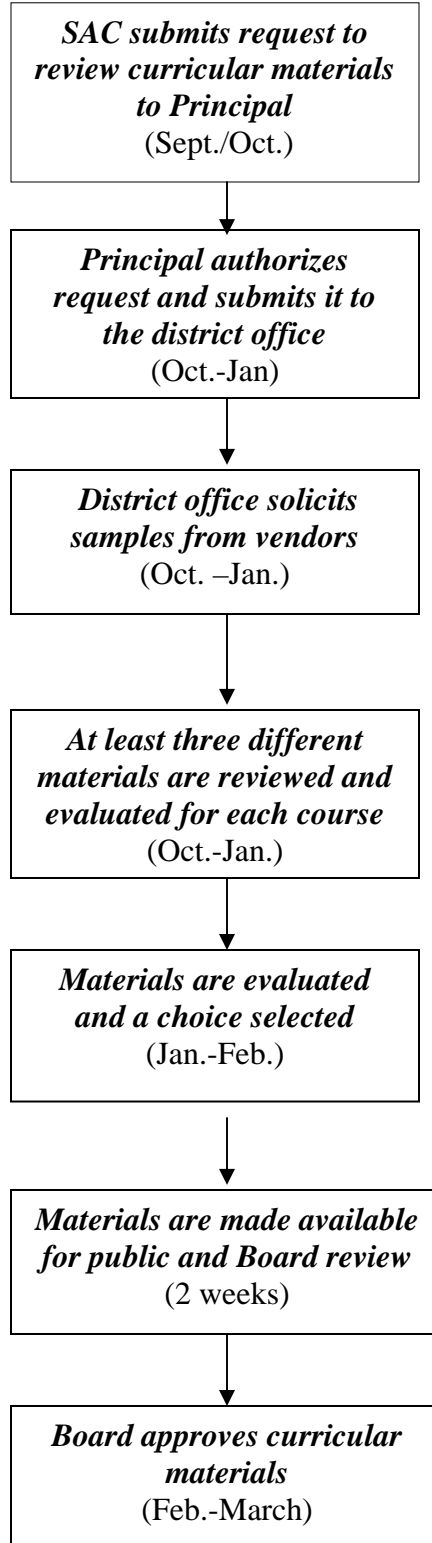 SAC submits request to
review curricular materials
to Principal
(Sept./Oct.)
Principal authorizes
request and submits it to
the district office
(Oct.-Jan)
District office solicits
samples from vendors
(Oct. –Jan.)
At least three different
materials are reviewed and
evaluated for each course
(Oct.-Jan.)
Materials are evaluated
and a choice selected
(Jan.-Feb.)
Materials are made available
for public and Board review
(2 weeks)
Board approves curricular
materials
(Feb.-March)